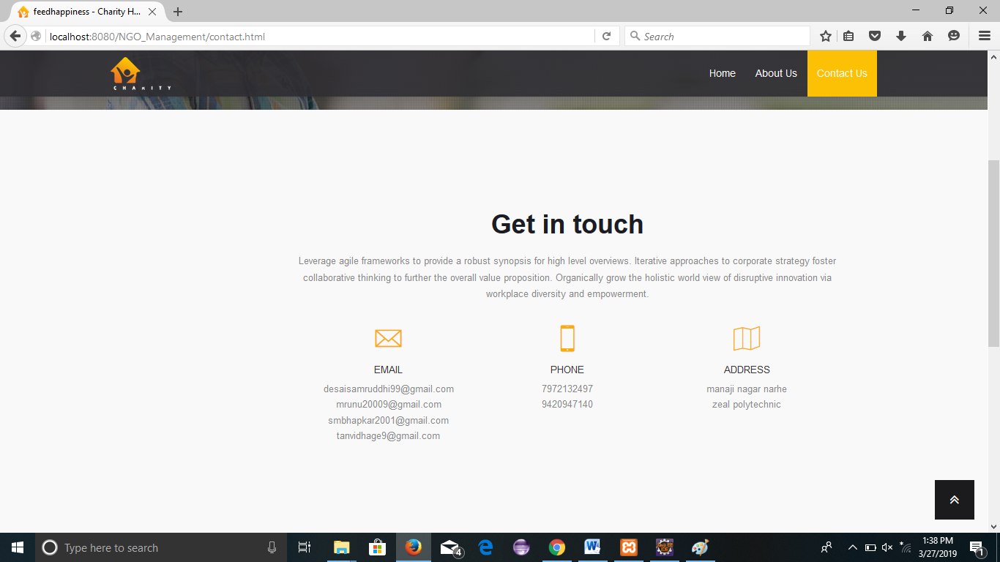 feedhappiness - Charity H...
localhost:8080/NGO_Management/contact.html
Search
CHARITY
Home
About Us
Contact Us
Get in touch
Leverage agile frameworks to provide a robust synopsis for high level overviews. Iterative approaches to corporate strategy foster
collaborative thinking to further the overall value proposition. Organically grow the holistic world view of disruptive innovation via
workplace diversity and empowerment.
EMAIL
desaisamruddhi99@gmail.com
mrunu20009@gmail.com
smbhapkar2001@gmail.com
tanvidhage9@gmail.com
PHONE
7972132497
9420947140
ADDRESS
manaji nagar narhe
zeal polytechnic
Type here to search
4
1:38 PM
3/27/2019
1